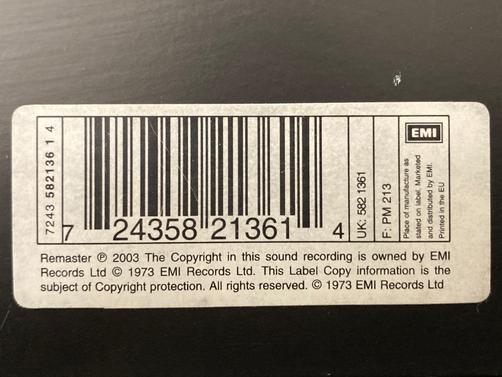 7243 582136 1 4
7 24358 21361 4
UK: 582 1361
F: PM 213
EMI
Place of manufacture as
stated on label. Marketed
and distributed by EMI.
Printed in the EU
Remaster ℗ 2003 The Copyright in this sound recording is owned by EMI
Records Ltd © 1973 EMI Records Ltd. This Label Copy information is the
subject of Copyright protection. All rights reserved. © 1973 EMI Records Ltd